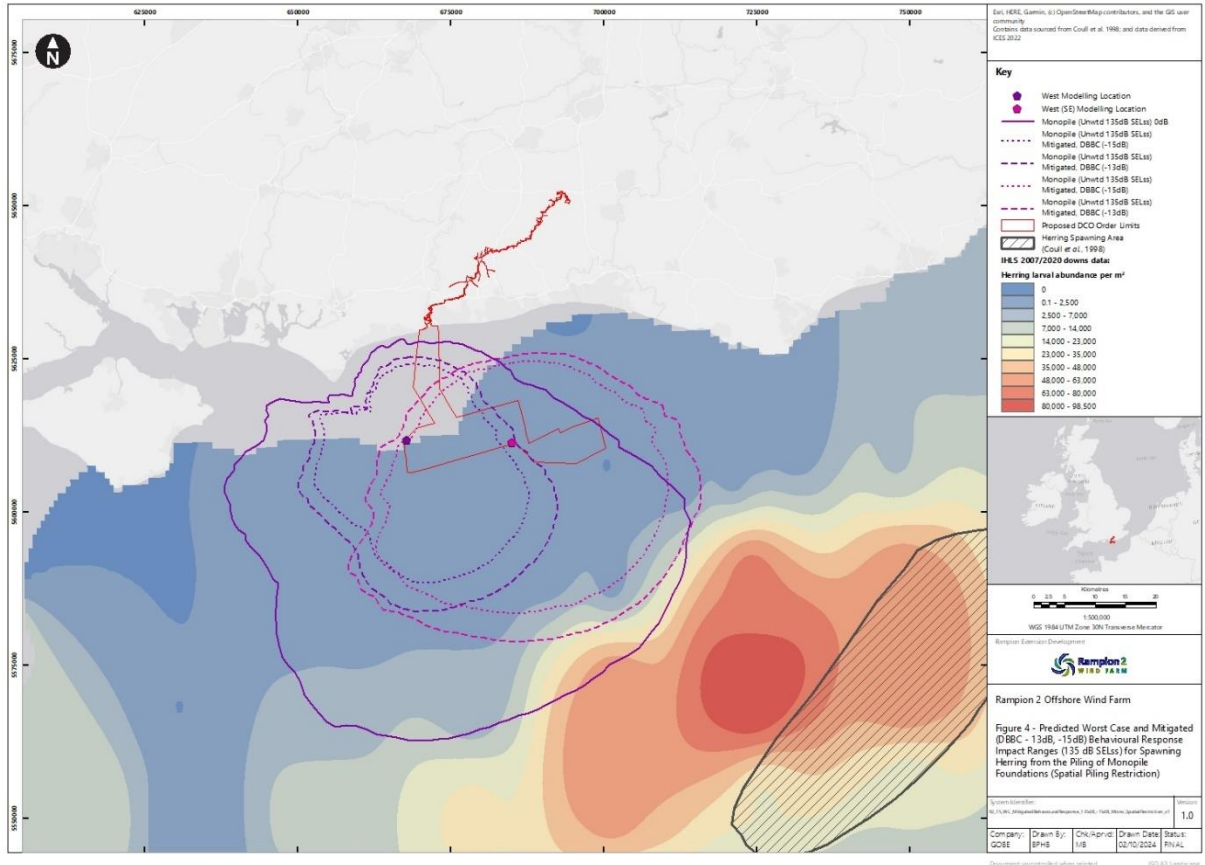 625000
650000
675000
700000
725000
750000
5675000
5650000
5625000
5600000
5575000
5550000
N
Esri, HERE, Garmin, (c) OpenStreetMap contributors, and the GIS user
community
Contains data sourced from Coull et al. 1998; and data derived from
ICES 2022
Key
West Modelling Location
West (SE) Modelling Location
Monopile (Unwtd 135dB SELss) 0dB
Monopile (Unwtd 135dB SELss)
Mitigated, DBBC (-15dB)
Monopile (Unwtd 135dB SELss)
Mitigated, DBBC (-13dB)
Monopile (Unwtd 135dB SELss)
Mitigated, DBBC (-15dB)
Monopile (Unwtd 135dB SELss)
Mitigated, DBBC (-13dB)
Proposed DCO Order Limits
Herring Spawning Area
(Coull et al., 1998)
IHLS 2007/2020 downs data:
Herring larval abundance per m²
0
0.1 - 2,500
2,500 - 7,000
7,000 - 14,000
14,000 - 23,000
23,000 - 35,000
35,000 - 48,000
48,000 - 63,000
63,000 - 80,000
80,000 - 98,500
Kilometres
0 2.5 5 10 15 20
1:500,000
WGS 1984 UTM Zone 30N Transverse Mercator
Rampion Extension Development
Rampion 2
WIND FARM
Rampion 2 Offshore Wind Farm
Figure 4 - Predicted Worst Case and Mitigated
(DBBC - 13dB, -15dB) Behavioural Response
Impact Ranges (135 dB SELss) for Spawning
Herring from the Piling of Monopile
Foundations (Spatial Piling Restriction)
System Identifier:
Version:
1.0
Company: Drawn By: Chk/Aprvd: Drawn Date: Status:
GOBE BPHB MB 02/10/2024 FINAL
Document uncontrolled when printed
ISO A3 Landscape